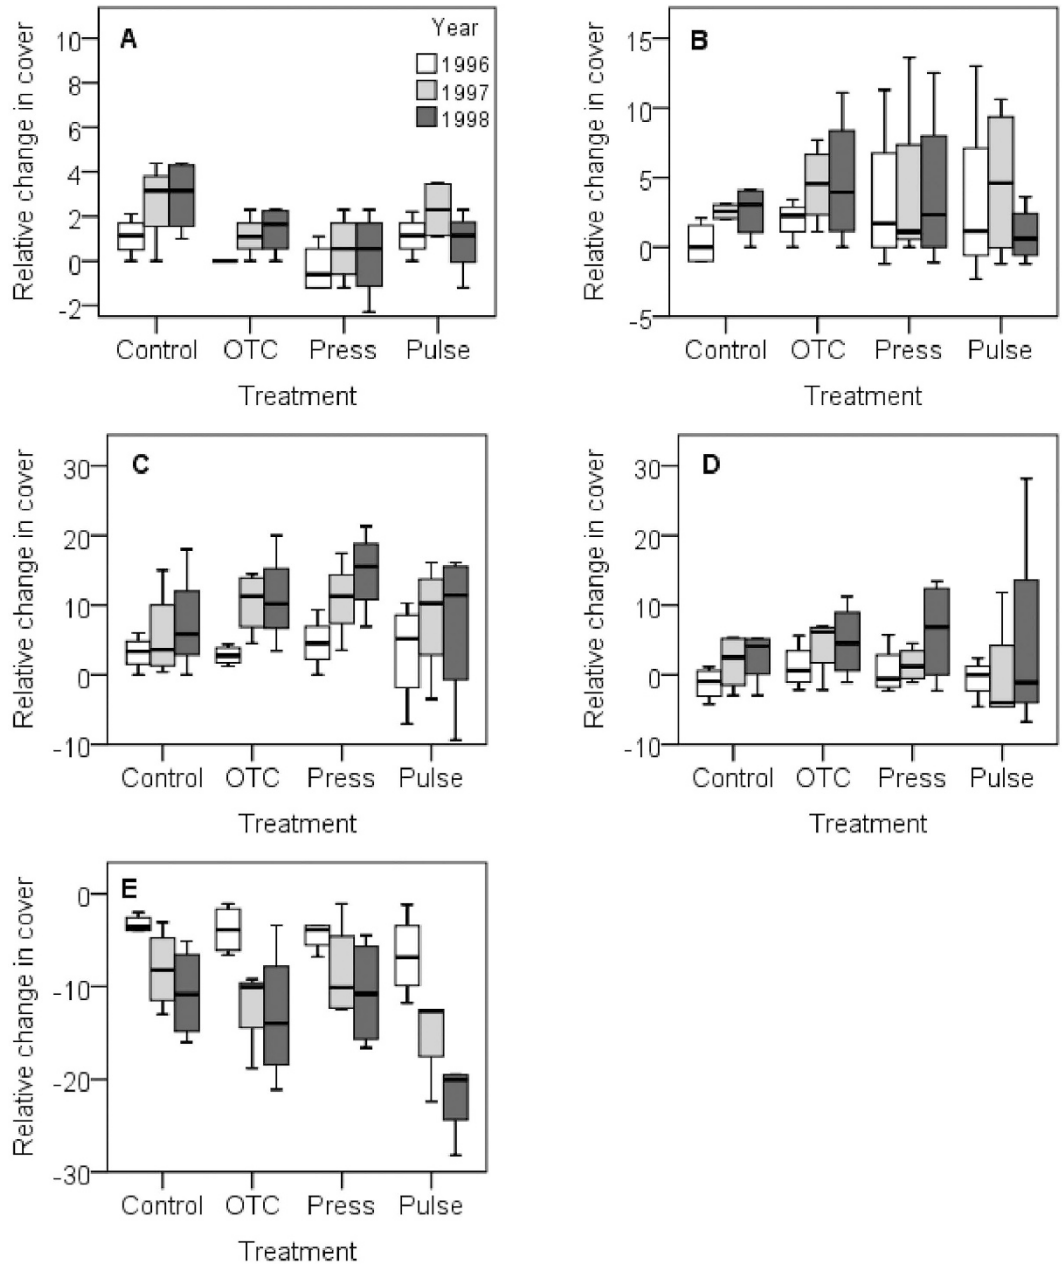 A
Year
1996
1997
1998
Relative change in cover
10
8
6
4
2
0
-2
Control OTC Press Pulse
Treatment
B
Relative change in cover
15
10
5
0
-5
Control OTC Press Pulse
Treatment
C
Relative change in cover
30
20
10
0
-10
Control OTC Press Pulse
Treatment
D
Relative change in cover
30
20
10
0
-10
Control OTC Press Pulse
Treatment
E
Relative change in cover
0
-10
-20
-30
Control OTC Press Pulse
Treatment